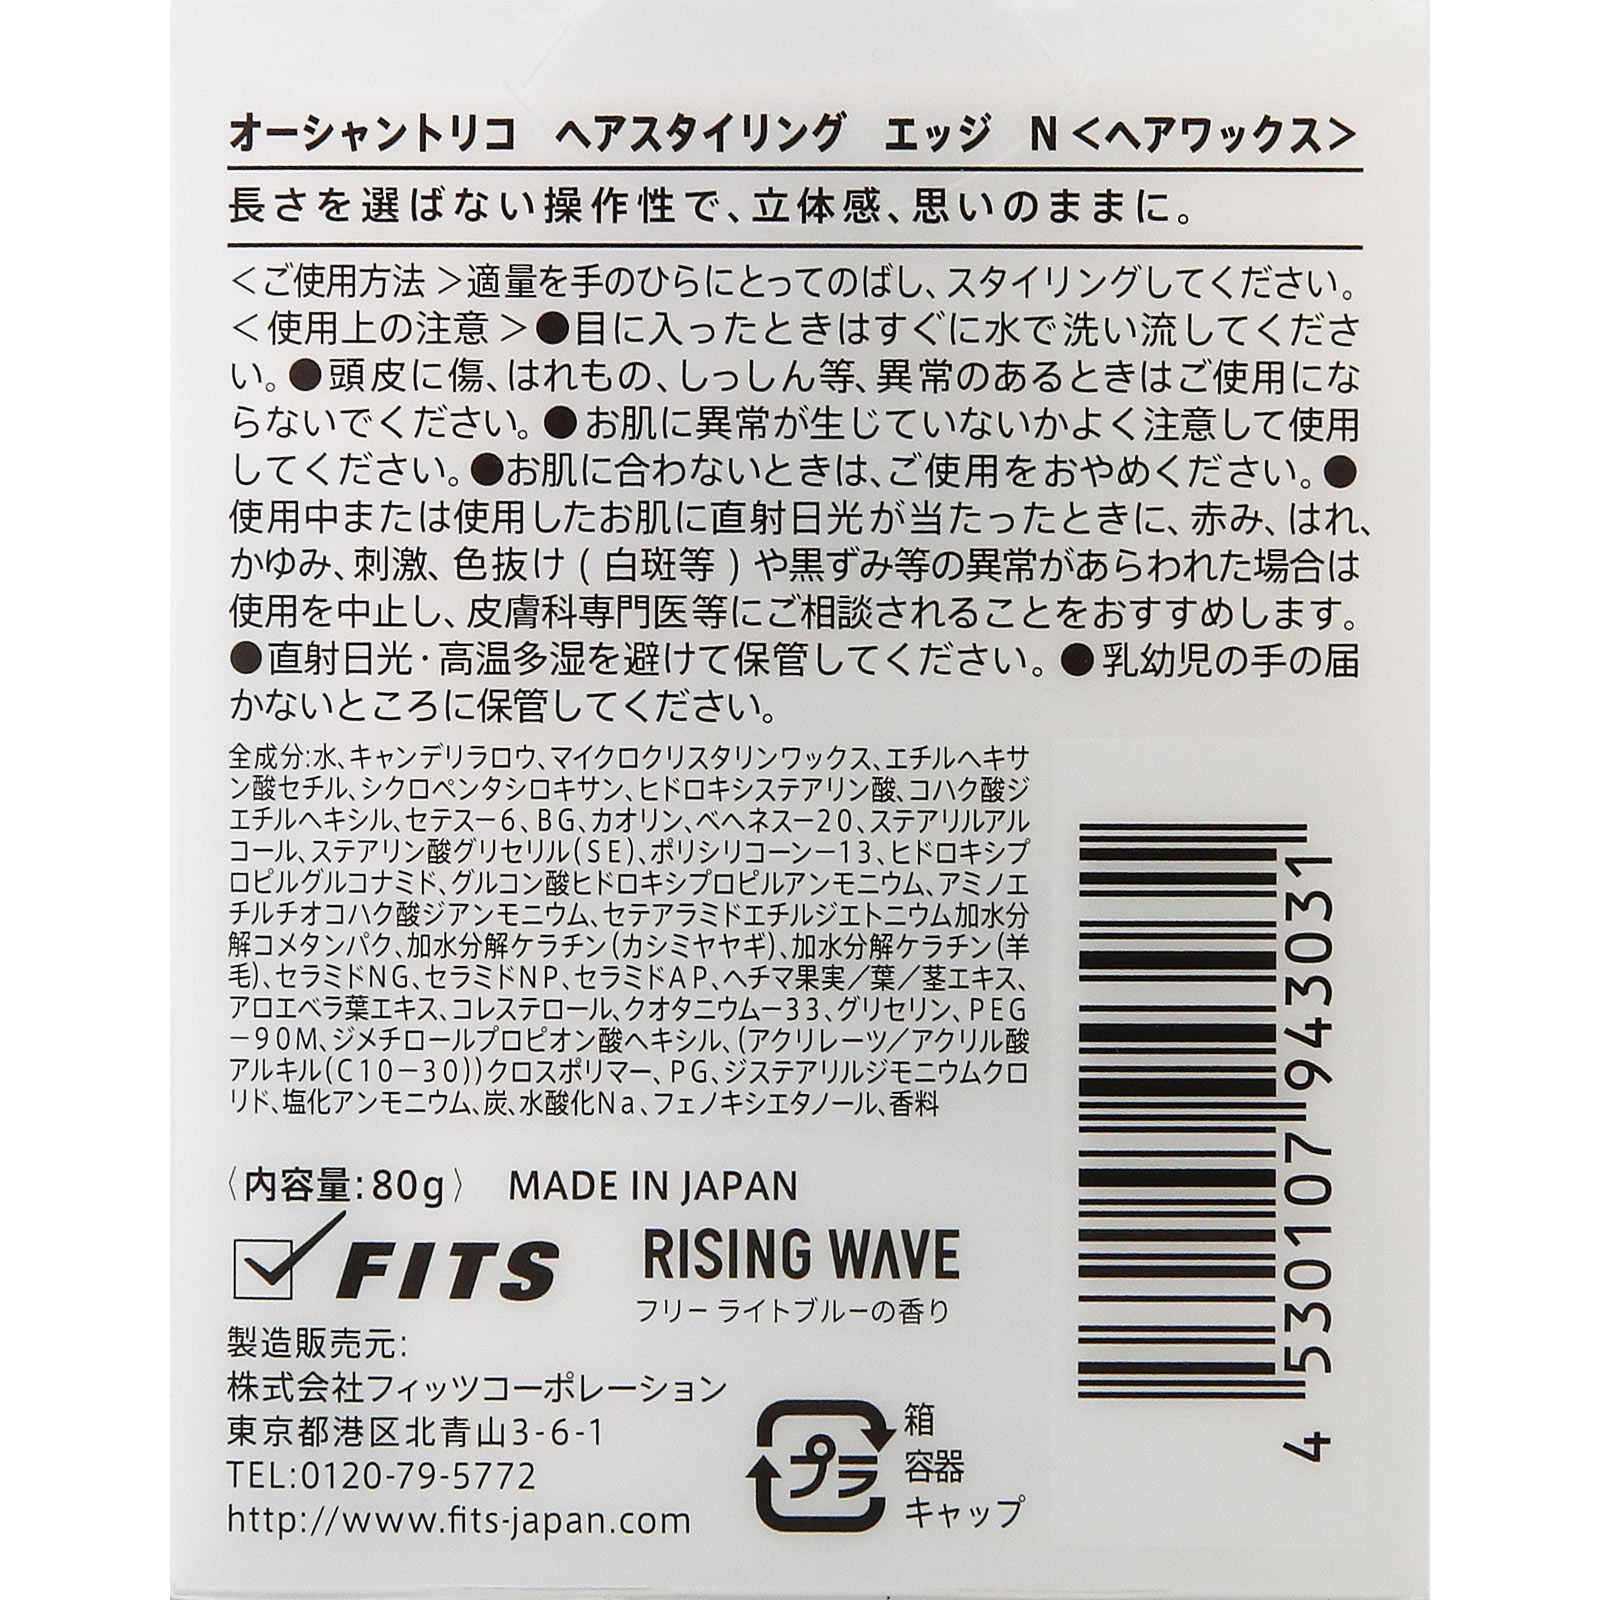 オーシャントリコ　ヘアスタイリング　エッジ　N＜ヘアワックス＞
長さを選ばない操作性で、立体感、思いのままに。
＜ご使用方法＞適量を手のひらにとってのばし、スタイリングしてください。
＜使用上の注意＞●目に入ったときはすぐに水で洗い流してくださ
い。●頭皮に傷、はれもの、しっしん等、異常のあるときはご使用にな
らないでください。●お肌に異常が生じていないかよく注意して使用
してください。●お肌に合わないときは、ご使用をおやめください。●
使用中または使用したお肌に直射日光が当たったときに、赤み、はれ、
かゆみ、刺激、色抜け(白斑等)や黒ずみ等の異常があらわれた場合は
使用を中止し、皮膚科専門医等にご相談されることをおすすめします。
●直射日光・高温多湿を避けて保管してください。●乳幼児の手の届
かないところに保管してください。
全成分:水、キャンデリラロウ、マイクロクリスタリンワックス、エチルヘキサ
ン酸セチル、シクロペンタシロキサン、ヒドロキシステアリン酸、コハク酸ジ
エチルヘキシル、セテス－6、BG、カオリン、ベヘネス－20、ステアリルアル
コール、ステアリン酸グリセリル(SE)、ポリシリコーン－13、ヒドロキシプ
ロピルグルコナミド、グルコン酸ヒドロキシプロピルアンモニウム、アミノエ
チルチオコハク酸ジアンモニウム、セテアラミドエチルジエトニウム加水分
解コメタンパク、加水分解ケラチン(カシミヤヤギ)、加水分解ケラチン(羊
毛)、セラミドNG、セラミドNP、セラミドAP、ヘチマ果実／葉／茎エキス、
アロエベラ葉エキス、コレステロール、クオタニウム－33、グリセリン、PEG
－90M、ジメチロールプロピオン酸ヘキシル、(アクリレーツ／アクリル酸
アルキル(C10－30))クロスポリマー、PG、ジステアリルジモニウムクロ
リド、塩化アンモニウム、炭、水酸化Na、フェノキシエタノール、香料
〈内容量:80g〉 MADE IN JAPAN
FITS
RISING WAVE
フリー ライトブルーの香り
製造販売元:
株式会社フィッツコーポレーション
東京都港区北青山3-6-1
TEL:0120-79-5772
http://www.fits-japan.com
プラ
箱
容器
キャップ
4 530107 943031